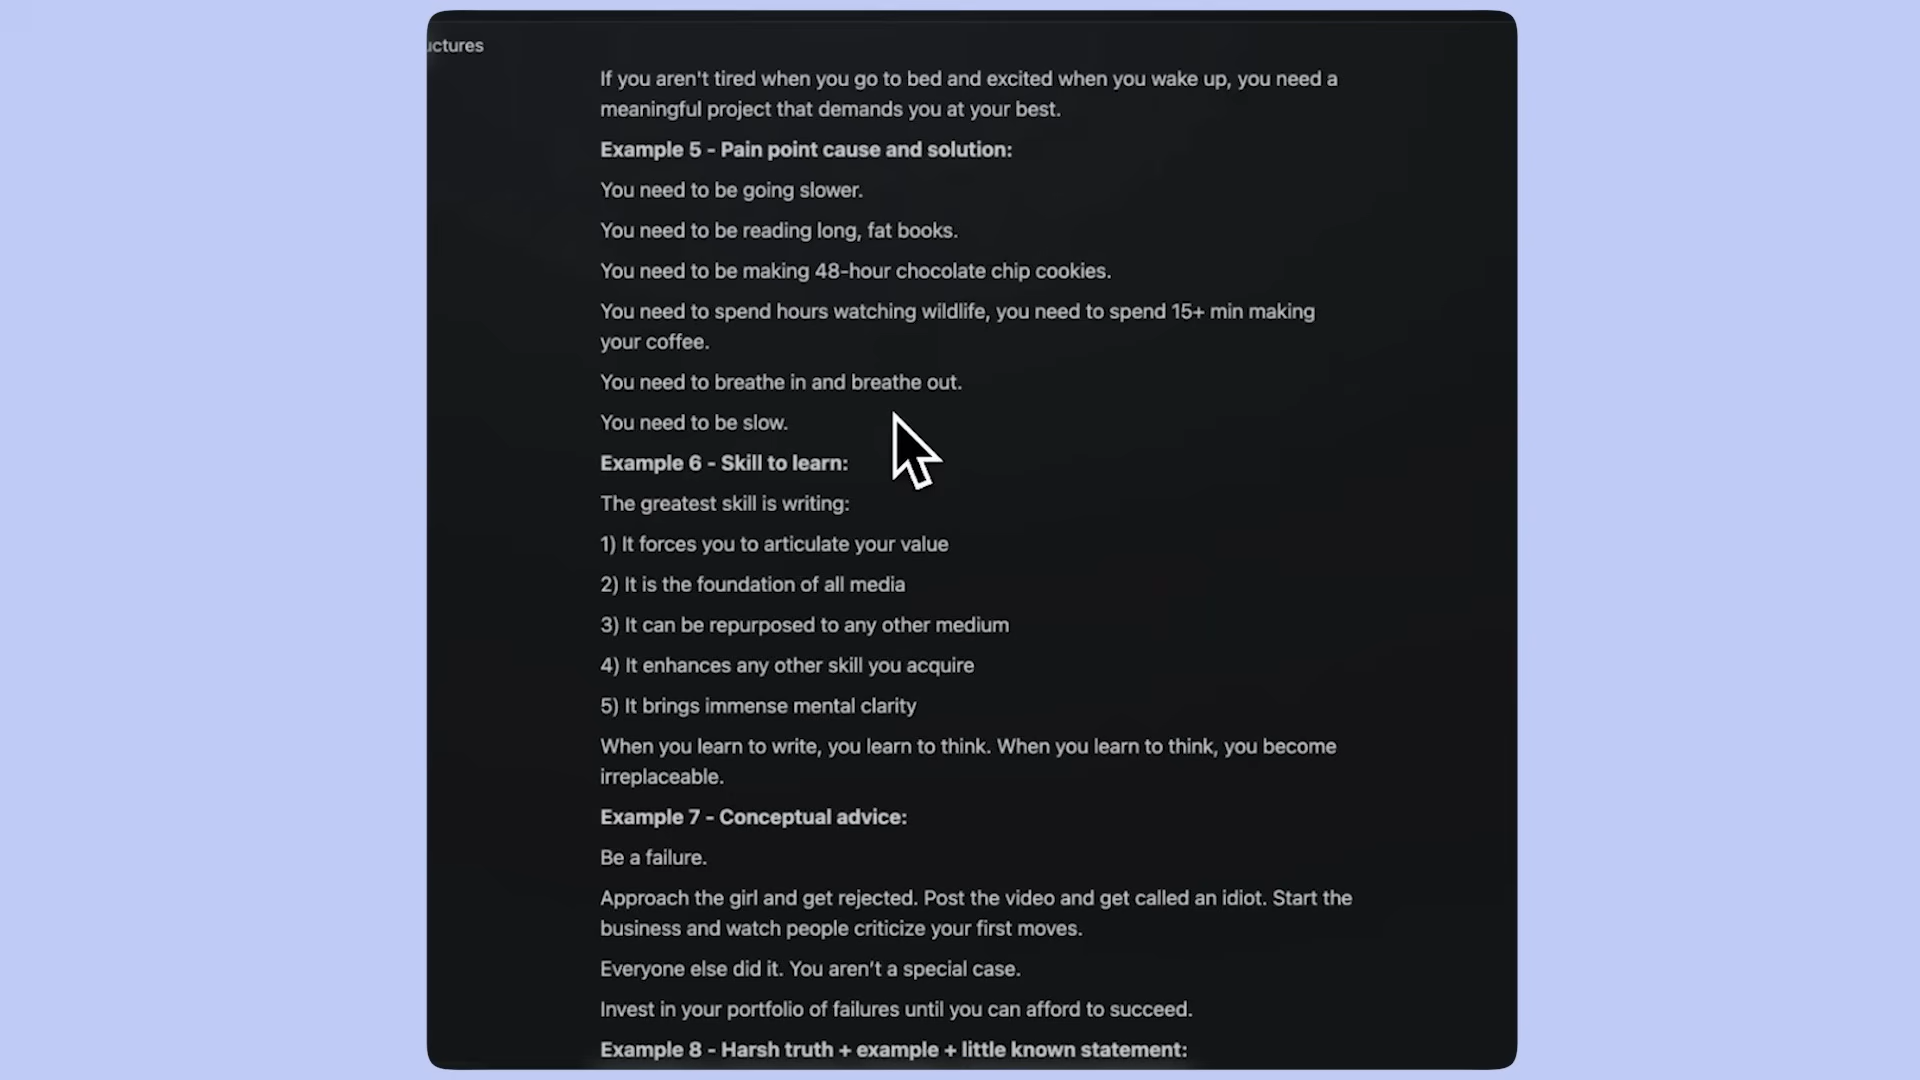 uctures
If you aren't tired when you go to bed and excited when you wake up, you need a
meaningful project that demands you at your best.
Example 5 - Pain point cause and solution:
You need to be going slower.
You need to be reading long, fat books.
You need to be making 48-hour chocolate chip cookies.
You need to spend hours watching wildlife, you need to spend 15+ min making
your coffee.
You need to breathe in and breathe out.
You need to be slow.
Example 6 - Skill to learn:
The greatest skill is writing:
1) It forces you to articulate your value
2) It is the foundation of all media
3) It can be repurposed to any other medium
4) It enhances any other skill you acquire
5) It brings immense mental clarity
When you learn to write, you learn to think. When you learn to think, you become
irreplaceable.
Example 7 - Conceptual advice:
Be a failure.
Approach the girl and get rejected. Post the video and get called an idiot. Start the
business and watch people criticize your first moves.
Everyone else did it. You aren’t a special case.
Invest in your portfolio of failures until you can afford to succeed.
Example 8 - Harsh truth + example + little known statement: